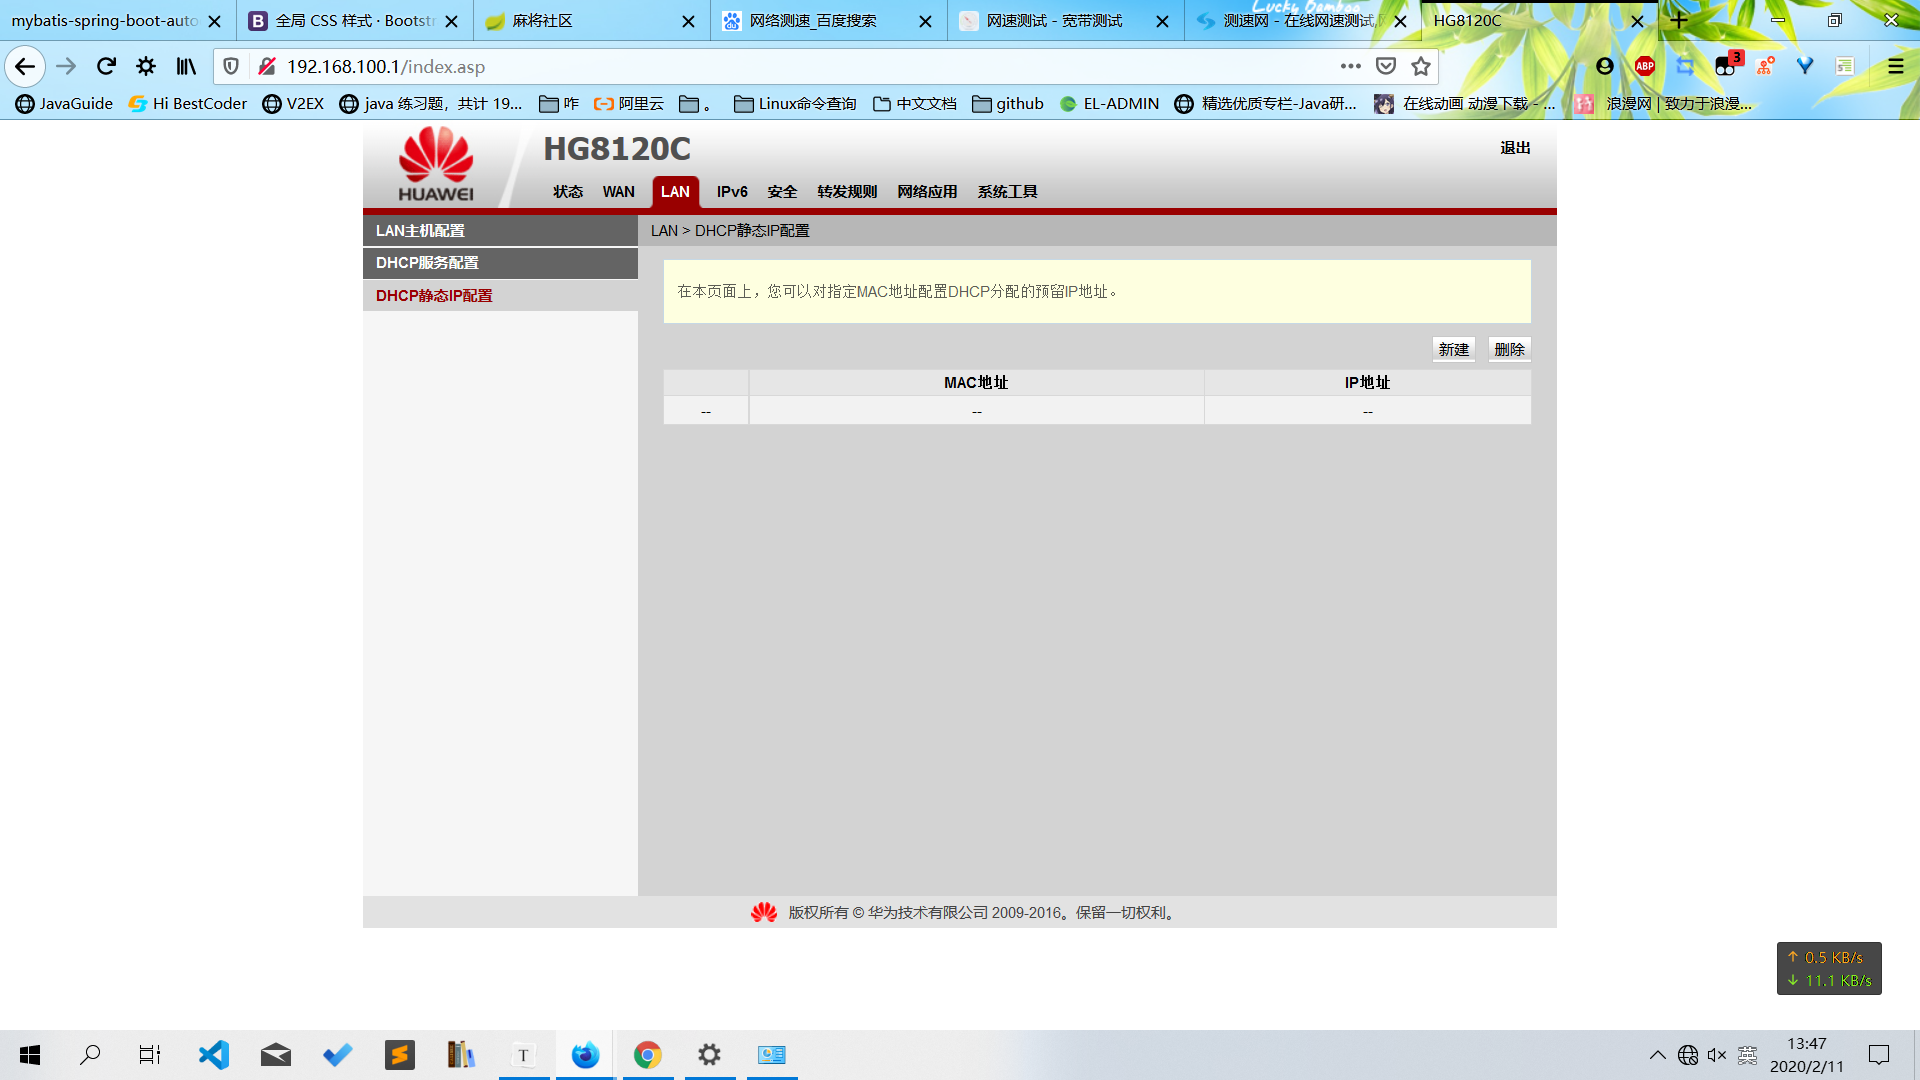 mybatis-spring-boot-auto
全局 CSS 样式 · Bootstr
麻将社区
网络测速_百度搜索
网速测试 - 宽带测试
测速网 - 在线网速测试,
HG8120C
Lucky Bamboo
192.168.100.1/index.asp
ABP
3
JavaGuide
Hi BestCoder
V2EX
java 练习题，共计 19...
咋
阿里云
。
Linux命令查询
中文文档
github
EL-ADMIN
精选优质专栏-Java研...
在线动画 动漫下载 - ...
浪漫网 | 致力于浪漫...
HUAWEI
HG8120C
退出
状态 WAN LAN IPv6 安全 转发规则 网络应用 系统工具
LAN主机配置
DHCP服务配置
DHCP静态IP配置
LAN > DHCP静态IP配置
在本页面上，您可以对指定MAC地址配置DHCP分配的预留IP地址。
新建 删除
MAC地址 IP地址
-- -- --
版权所有 © 华为技术有限公司 2009-2016。保留一切权利。
↑ 0.5 KB/s
↓ 11.1 KB/s
T
英
13:47
2020/2/11